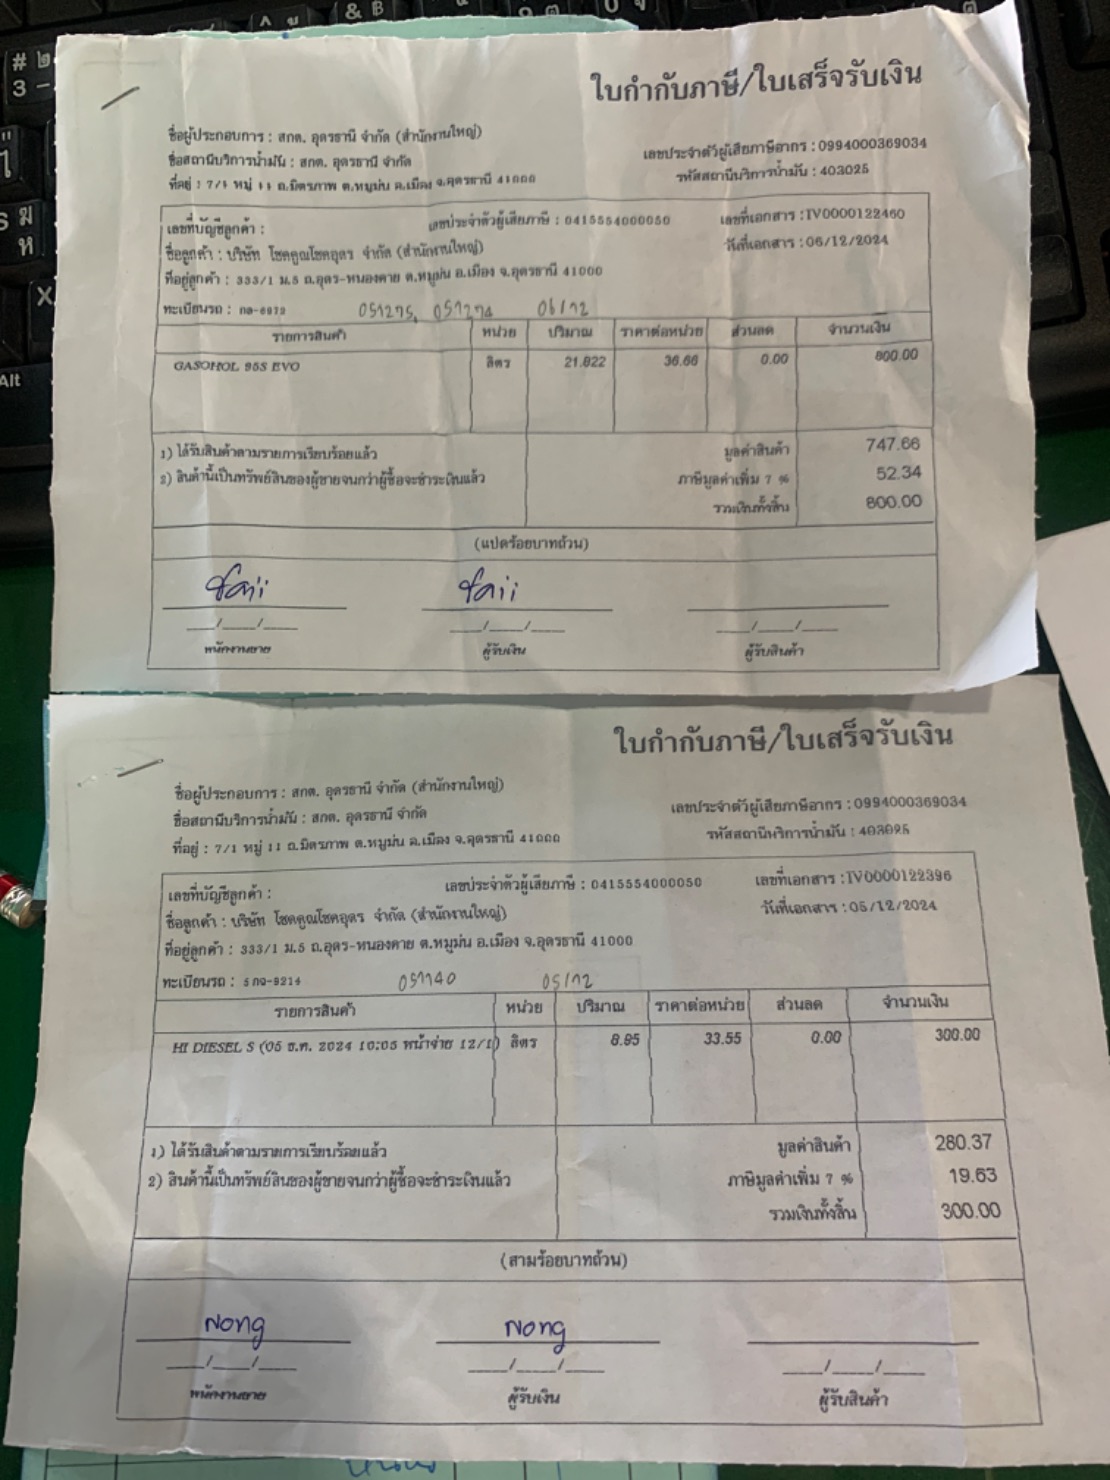 ใบกำกับภาษี/ใบเสร็จรับเงิน
ชื่อผู้ประกอบการ : สกต. อุดรธานี จำกัด (สำนักงานใหญ่)
ชื่อสถานีบริการน้ำมัน : สกต. อุดรธานี จำกัด
ที่อยู่ : 7/1 หมู่ 11 ถ.มิตรภาพ ต.หมูม่น อ.เมือง จ.อุดรธานี 41000
เลขประจำตัวผู้เสียภาษีอากร : 0994000369034
รหัสสถานีบริการน้ำมัน : 403025
เลขที่บัญชีลูกค้า : เลขประจำตัวผู้เสียภาษี : 0415554000050 เลขที่เอกสาร : IV0000122460
ชื่อลูกค้า : บริษัท โชคคูณโชคอุดร จำกัด (สำนักงานใหญ่) วันที่เอกสาร : 06/12/2024
ที่อยู่ลูกค้า : 333/1 ม.5 ถ.อุดร-หนองคาย ต.หมูม่น อ.เมือง จ.อุดรธานี 41000
ทะเบียนรถ : 051275, 051274 06/12
รายการสินค้า หน่วย ปริมาณ ราคาต่อหน่วย ส่วนลด จำนวนเงิน
GASOHOL 95S EVO ลิตร 21.822 36.66 0.00 800.00
1) ได้รับสินค้าตามรายการเรียบร้อยแล้ว
2) สินค้านี้เป็นทรัพย์สินของผู้ขายจนกว่าผู้ซื้อจะชำระเงินแล้ว
มูลค่าสินค้า 747.66
ภาษีมูลค่าเพิ่ม 7 % 52.34
รวมเงินทั้งสิ้น 800.00
(แปดร้อยบาทถ้วน)
__/__/__ __/__/__ __/__/__
พนักงานขาย ผู้รับเงิน ผู้รับสินค้า
ใบกำกับภาษี/ใบเสร็จรับเงิน
ชื่อผู้ประกอบการ : สกต. อุดรธานี จำกัด (สำนักงานใหญ่)
ชื่อสถานีบริการน้ำมัน : สกต. อุดรธานี จำกัด
ที่อยู่ : 7/1 หมู่ 11 ถ.มิตรภาพ ต.หมูม่น อ.เมือง จ.อุดรธานี 41000
เลขประจำตัวผู้เสียภาษีอากร : 0994000369034
รหัสสถานีบริการน้ำมัน : 403025
เลขที่บัญชีลูกค้า : เลขประจำตัวผู้เสียภาษี : 0415554000050 เลขที่เอกสาร : IV0000122396
ชื่อลูกค้า : บริษัท โชคคูณโชคอุดร จำกัด (สำนักงานใหญ่) วันที่เอกสาร : 05/12/2024
ที่อยู่ลูกค้า : 333/1 ม.5 ถ.อุดร-หนองคาย ต.หมูม่น อ.เมือง จ.อุดรธานี 41000
ทะเบียนรถ : 051140 05/12
รายการสินค้า หน่วย ปริมาณ ราคาต่อหน่วย ส่วนลด จำนวนเงิน
HI DIESEL S (05 ธ.ค. 2024 10:05 หน้าจ่าย 12/1) ลิตร 8.95 33.55 0.00 300.00
1) ได้รับสินค้าตามรายการเรียบร้อยแล้ว
2) สินค้านี้เป็นทรัพย์สินของผู้ขายจนกว่าผู้ซื้อจะชำระเงินแล้ว
มูลค่าสินค้า 280.37
ภาษีมูลค่าเพิ่ม 7 % 19.63
รวมเงินทั้งสิ้น 300.00
(สามร้อยบาทถ้วน)
Nong Nong
__/__/__ __/__/__ __/__/__
พนักงานขาย ผู้รับเงิน ผู้รับสินค้า